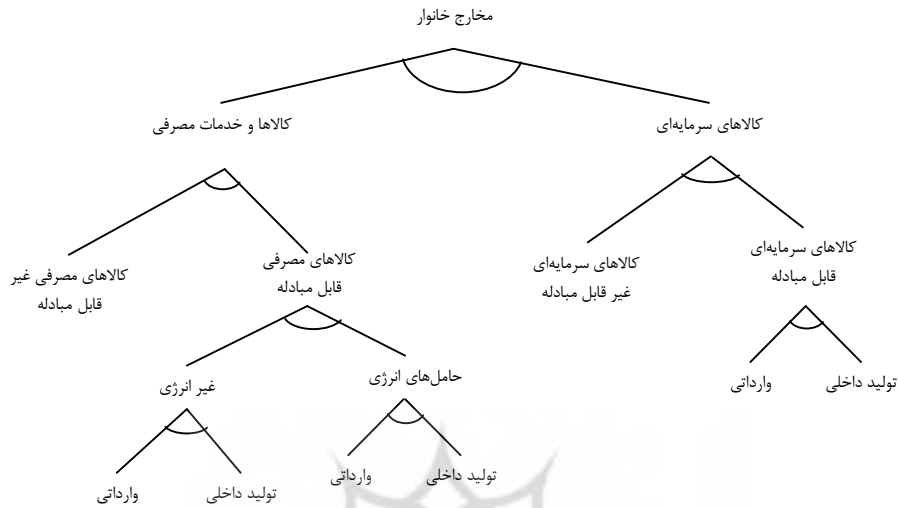 مخارج خانوار
کالاهای سرمایه‌ای
کالاها و خدمات مصرفی
کالاهای سرمایه‌ای
قابل مبادله
کالاهای سرمایه‌ای
غیر قابل مبادله
کالاهای مصرفی
قابل مبادله
کالاهای مصرفی غیر
قابل مبادله
تولید داخلی
وارداتی
حامل‌های انرژی
غیر انرژی
تولید داخلی
وارداتی
تولید داخلی
وارداتی